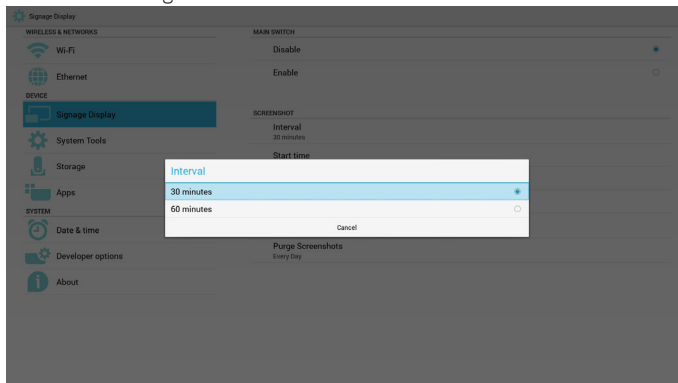 Signage Display
WIRELESS & NETWORKS
Wi-Fi
Ethernet
DEVICE
Signage Display
System Tools
Storage
Apps
SYSTEM
Date & time
Developer options
About
MAIN SWITCH
Disable
Enable
SCREENSHOT
Interval
30 minutes
Start time
Interval
30 minutes
60 minutes
Cancel
Purge Screenshots
Every Day